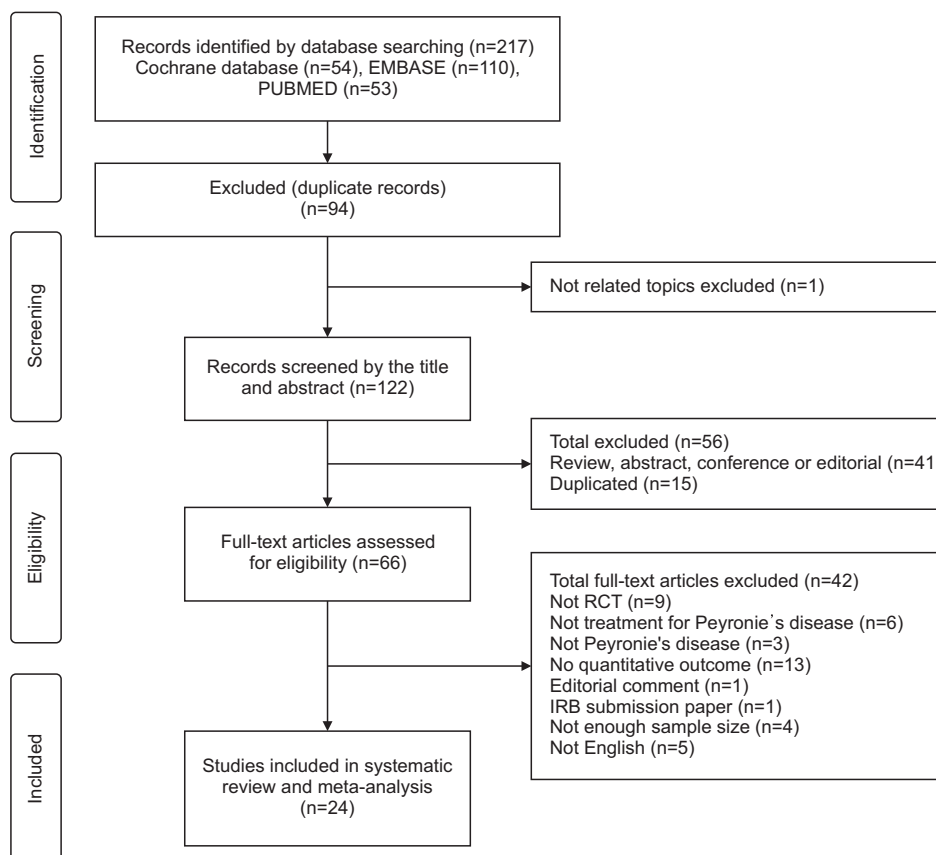 Identification
Records identified by database searching (n=217)
Cochrane database (n=54), EMBASE (n=110),
PUBMED (n=53)
Excluded (duplicate records)
(n=94)
Screening
Not related topics excluded (n=1)
Records screened by the title
and abstract (n=122)
Total excluded (n=56)
Review, abstract, conference or editorial (n=41
Duplicated (n=15)
Eligibility
Full-text articles assessed
for eligibility (n=66)
Total full-text articles excluded (n=42)
Not RCT (n=9)
Not treatment for Peyronie's disease (n=6)
Not Peyronie's disease (n=3)
No quantitative outcome (n=13)
Editorial comment (n=1)
IRB submission paper (n=1)
Not enough sample size (n=4)
Not English (n=5)
Included
Studies included in systematic
review and meta-analysis
(n=24)